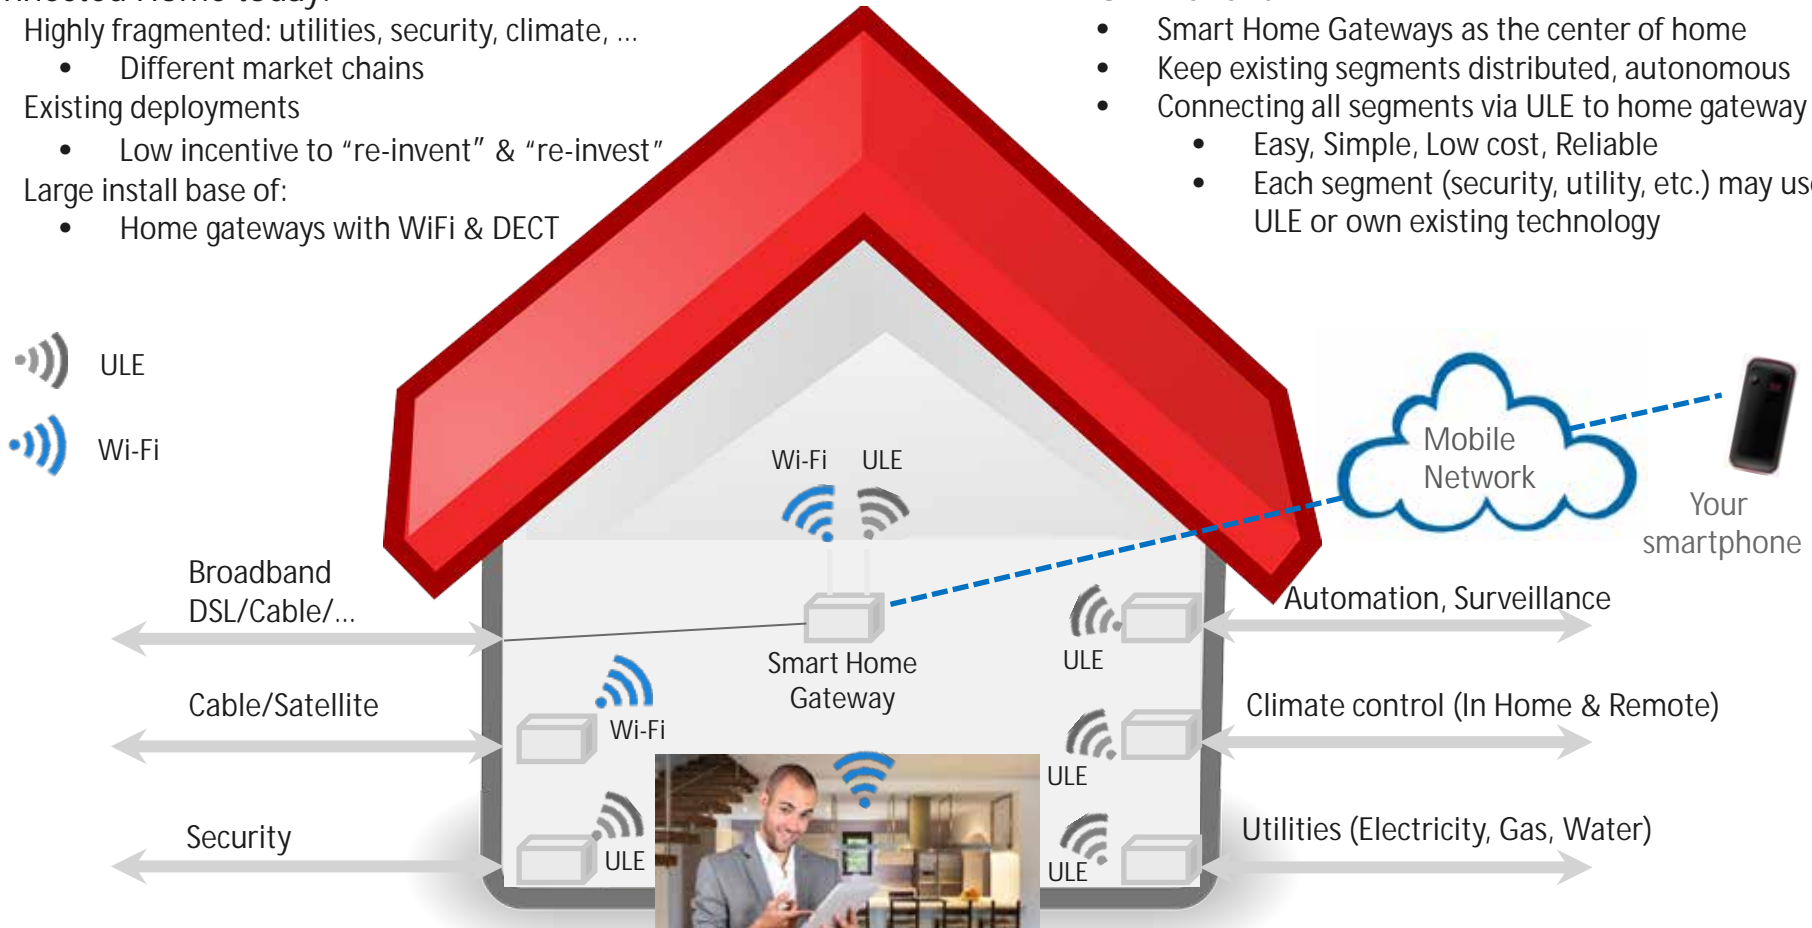 Highly fragmented: utilities, security, climate, ...
• Different market chains
Existing deployments
• Low incentive to “re-invent” & “re-invest”
Large install base of:
• Home gateways with WiFi & DECT
• Smart Home Gateways as the center of home
• Keep existing segments distributed, autonomous
• Connecting all segments via ULE to home gateway
• Easy, Simple, Low cost, Reliable
• Each segment (security, utility, etc.) may use
ULE or own existing technology
ULE
Wi-Fi
Wi-Fi ULE
Mobile
Network
Your
smartphone
Broadband
DSL/Cable/...
Smart Home
Gateway
Cable/Satellite
Wi-Fi
Security
ULE
Automation, Surveillance
ULE
Climate control (In Home & Remote)
ULE
Utilities (Electricity, Gas, Water)
ULE